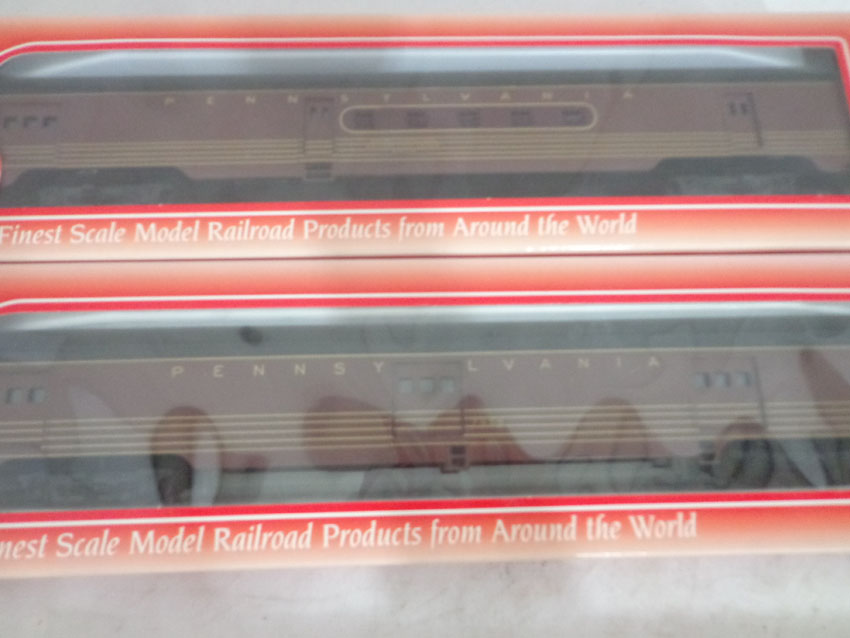 PENNSYLVANIA
Finest Scale Model Railroad Products from Around the World
PENNSYLVANIA
nest Scale Model Railroad Products from Around the World